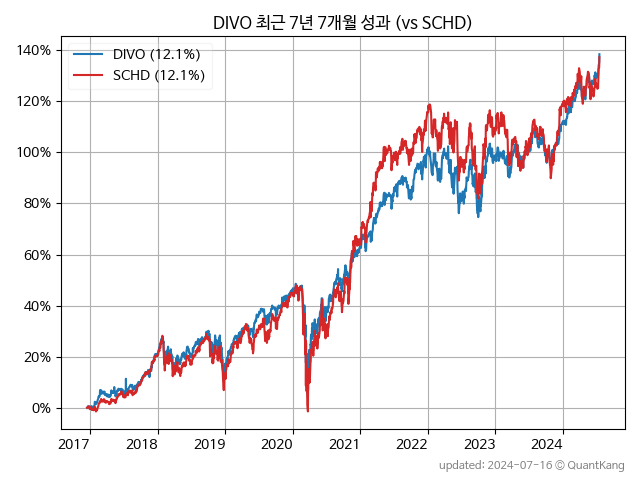 DIVO 최근 7년 7개월 성과 (vs SCHD)
DIVO (12.1%)
SCHD (12.1%)
140%
120%
100%
80%
60%
40%
20%
0%
2017 2018 2019 2020 2021 2022 2023 2024
updated: 2024-07-16 © QuantKang